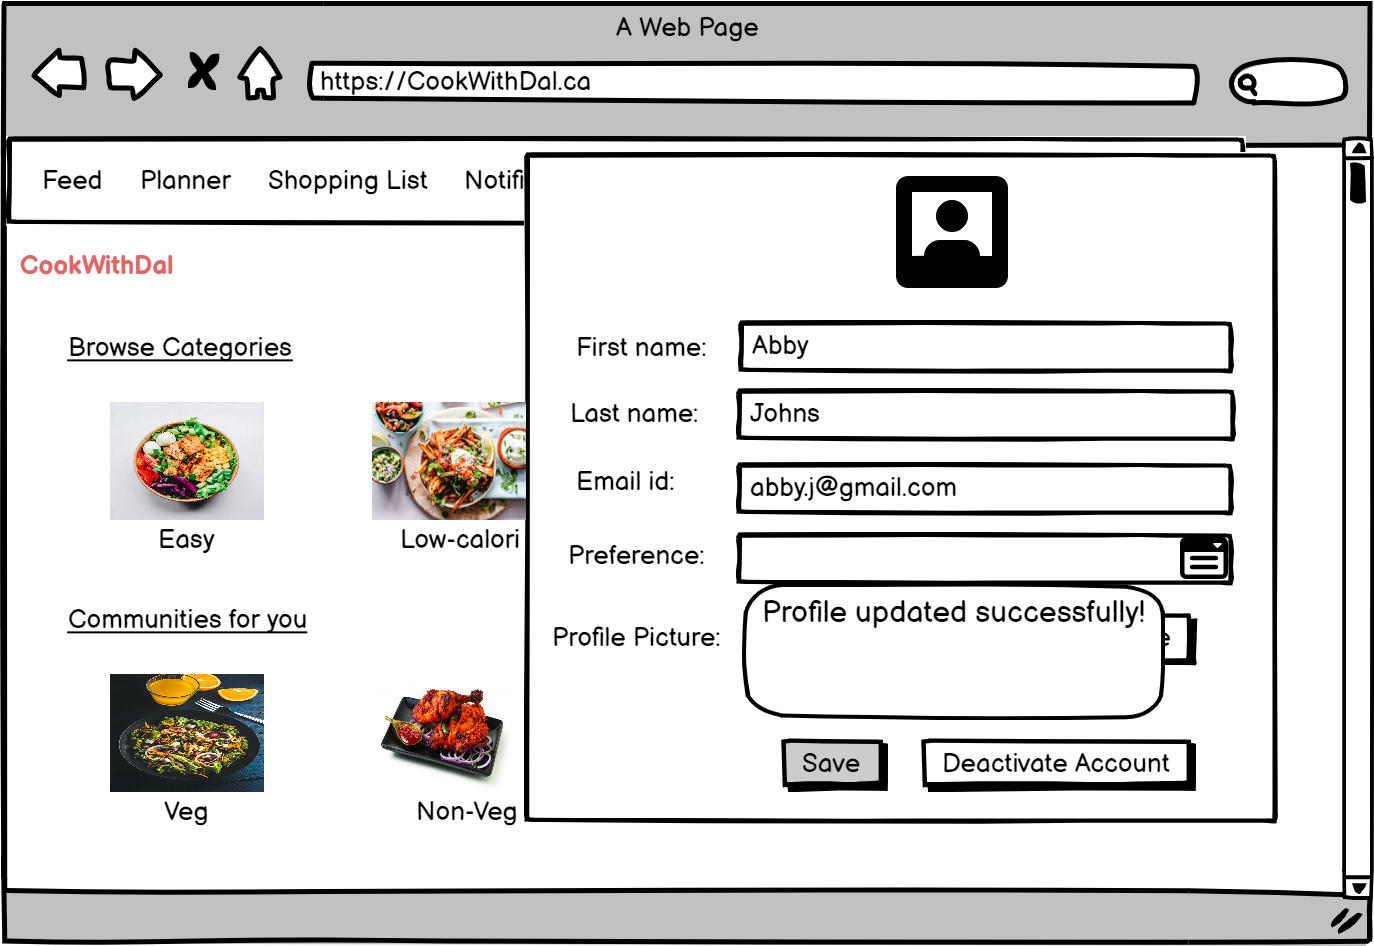 A Web Page
https://CookWithDal.ca
Feed Planner Shopping List Notifi
CookWithDal
Browse Categories
Easy
Low-calori
Communities for you
Veg
Non-Veg
First name: Abby
Last name: Johns
Email id: abby.j@gmail.com
Preference:
Profile Picture:
Profile updated successfully!
Save
Deactivate Account